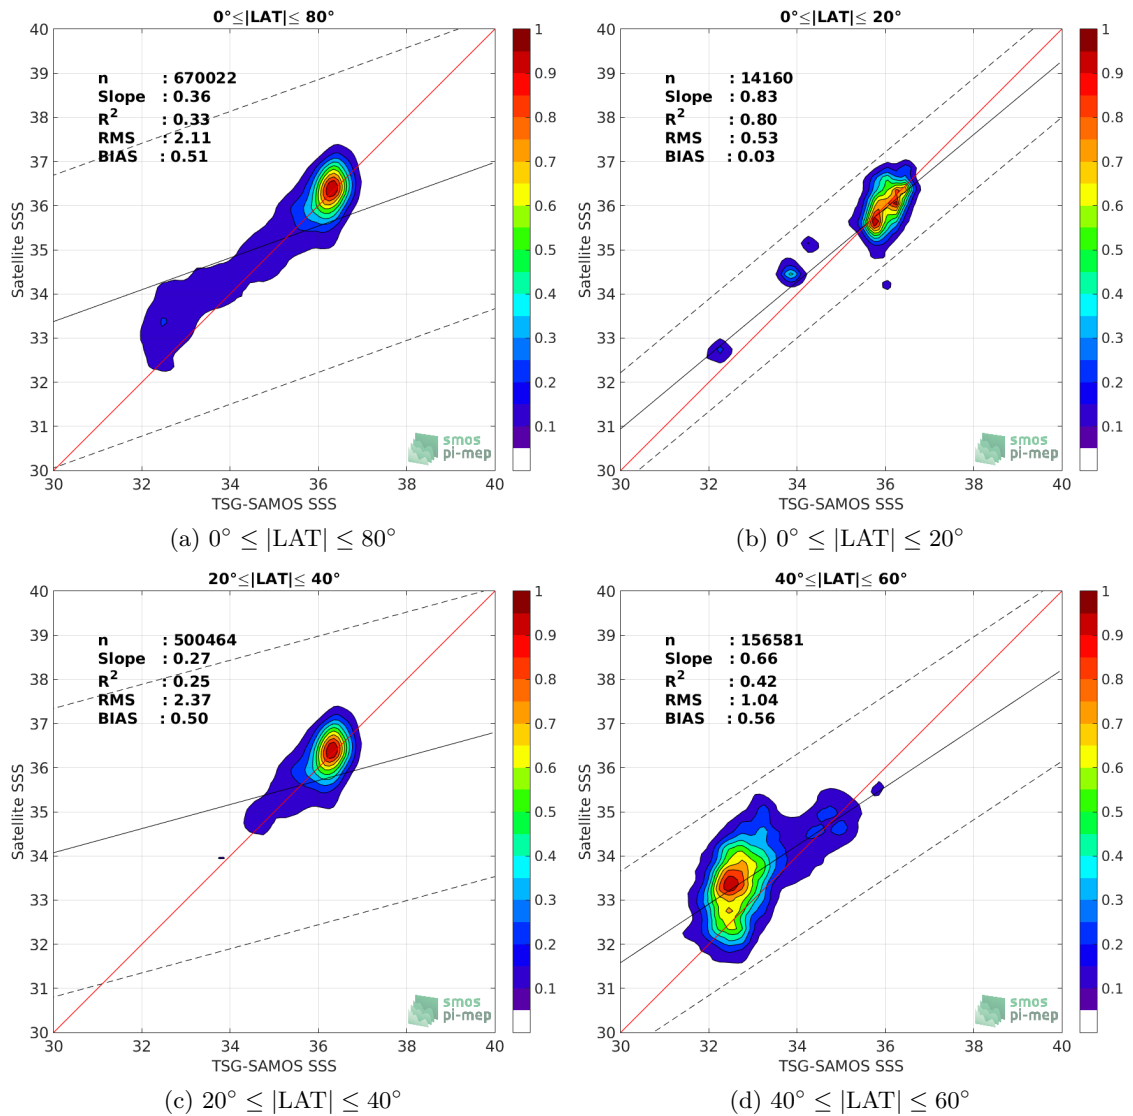 0°≤|LAT|≤ 80°
n : 670022
Slope : 0.36
R2 : 0.33
RMS : 2.11
BIAS : 0.51
Satellite SSS
40
39
38
37
36
35
34
33
32
31
30
30 32 34 36 38 40
TSG-SAMOS SSS
1
0.9
0.8
0.7
0.6
0.5
0.4
0.3
0.2
0.1
smos
pi-mep
(a) 0° ≤ |LAT| ≤ 80°
0°≤|LAT|≤ 20°
n : 14160
Slope : 0.83
R2 : 0.80
RMS : 0.53
BIAS : 0.03
Satellite SSS
40
39
38
37
36
35
34
33
32
31
30
30 32 34 36 38 40
TSG-SAMOS SSS
1
0.9
0.8
0.7
0.6
0.5
0.4
0.3
0.2
0.1
smos
pi-mep
(b) 0° ≤ |LAT| ≤ 20°
20°≤|LAT|≤ 40°
n : 500464
Slope : 0.27
R2 : 0.25
RMS : 2.37
BIAS : 0.50
Satellite SSS
40
39
38
37
36
35
34
33
32
31
30
30 32 34 36 38 40
TSG-SAMOS SSS
1
0.9
0.8
0.7
0.6
0.5
0.4
0.3
0.2
0.1
smos
pi-mep
(c) 20° ≤ |LAT| ≤ 40°
40°≤|LAT|≤ 60°
n : 156581
Slope : 0.66
R2 : 0.42
RMS : 1.04
BIAS : 0.56
Satellite SSS
40
39
38
37
36
35
34
33
32
31
30
30 32 34 36 38 40
TSG-SAMOS SSS
1
0.9
0.8
0.7
0.6
0.5
0.4
0.3
0.2
0.1
smos
pi-mep
(d) 40° ≤ |LAT| ≤ 60°